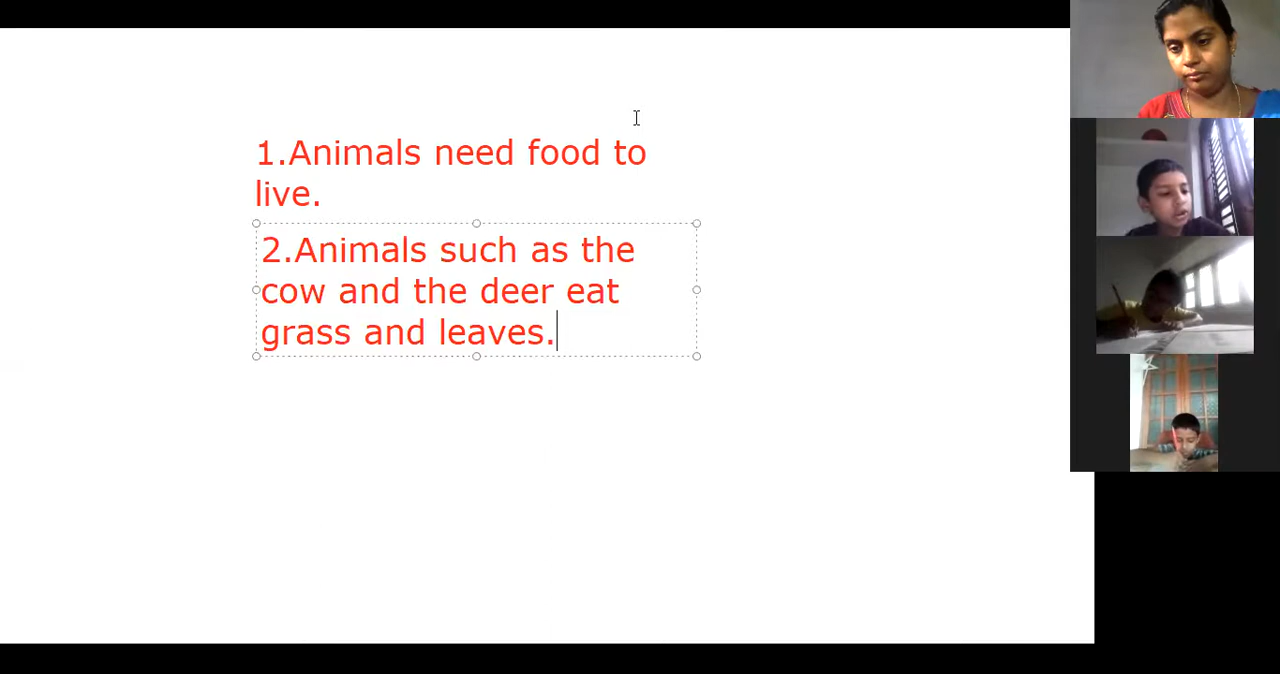 1.Animals need food to
live.
2.Animals such as the
cow and the deer eat
grass and leaves.